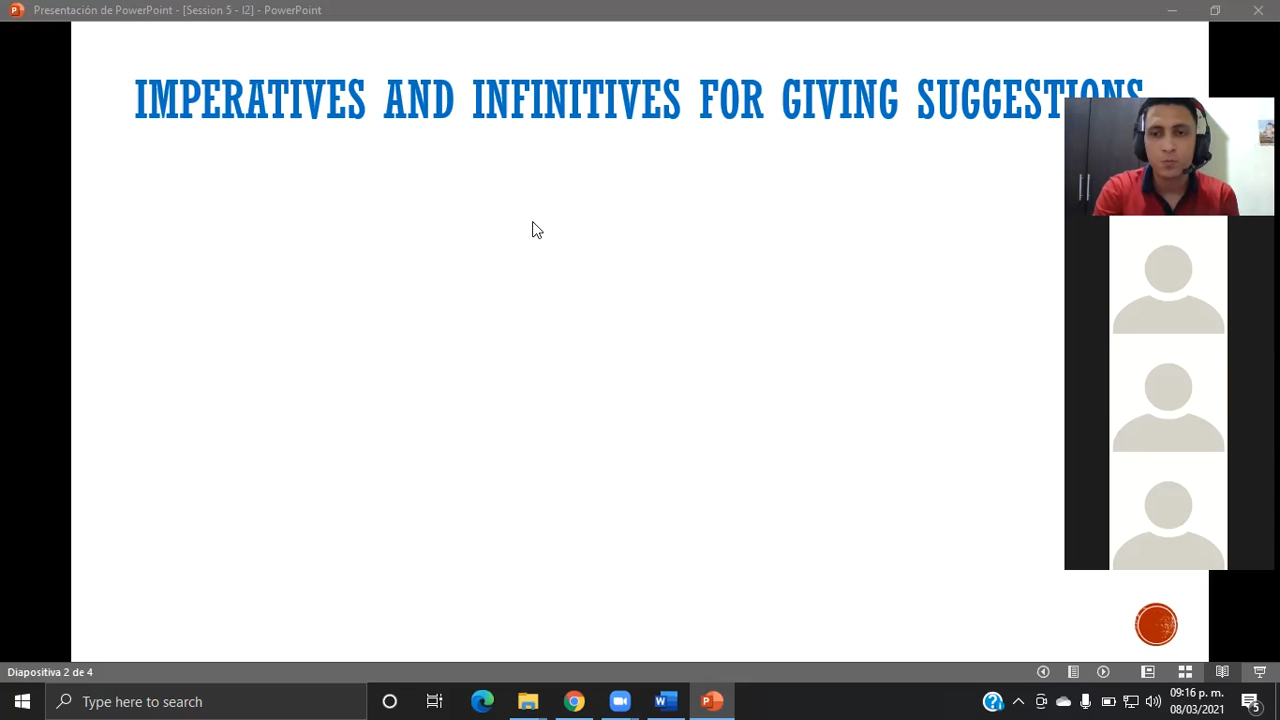 Presentación de PowerPoint - [Session 5 - I2] - PowerPoint
IMPERATIVES AND INFINITIVES FOR GIVING SUGGESTIONS
Diapositiva 2 de 4
Type here to search
09:16 p. m.
08/03/2021
5